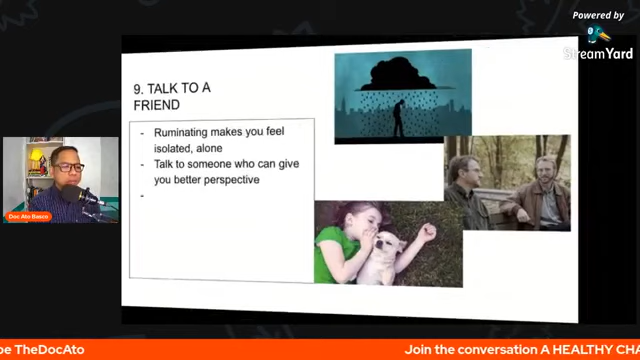 Powered by
StreamYard
9. TALK TO A
FRIEND
- Ruminating makes you feel
isolated, alone
- Talk to someone who can give
you better perspective
-
Doc Ato Basco
be TheDocAto
Join the conversation A HEALTHY CHA